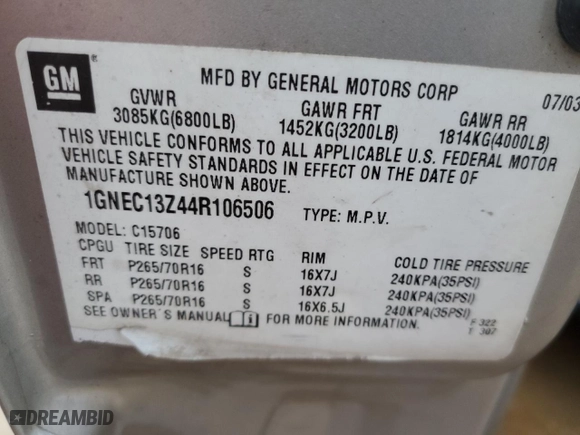 GM
MFD BY GENERAL MOTORS CORP
07/03
GVWR GAWR FRT GAWR RR
3085KG(6800LB) 1452KG(3200LB) 1814KG(4000LB)
THIS VEHICLE CONFORMS TO ALL APPLICABLE U.S. FEDERAL MOTOR
VEHICLE SAFETY STANDARDS IN EFFECT ON THE DATE OF
MANUFACTURE SHOWN ABOVE.
1GNEC13Z44R106506 TYPE: M.P.V.
MODEL: C15706
CPGU TIRE SIZE SPEED RTG RIM COLD TIRE PRESSURE
FRT P265/70R16 S 16X7J 240KPA(35PSI)
RR P265/70R16 S 16X7J 240KPA(35PSI)
SPA P265/70R16 S 16X6.5J 240KPA(35PSI)
SEE OWNER'S MANUAL FOR MORE INFORMATION.
F 322
T 307
DREAMBID